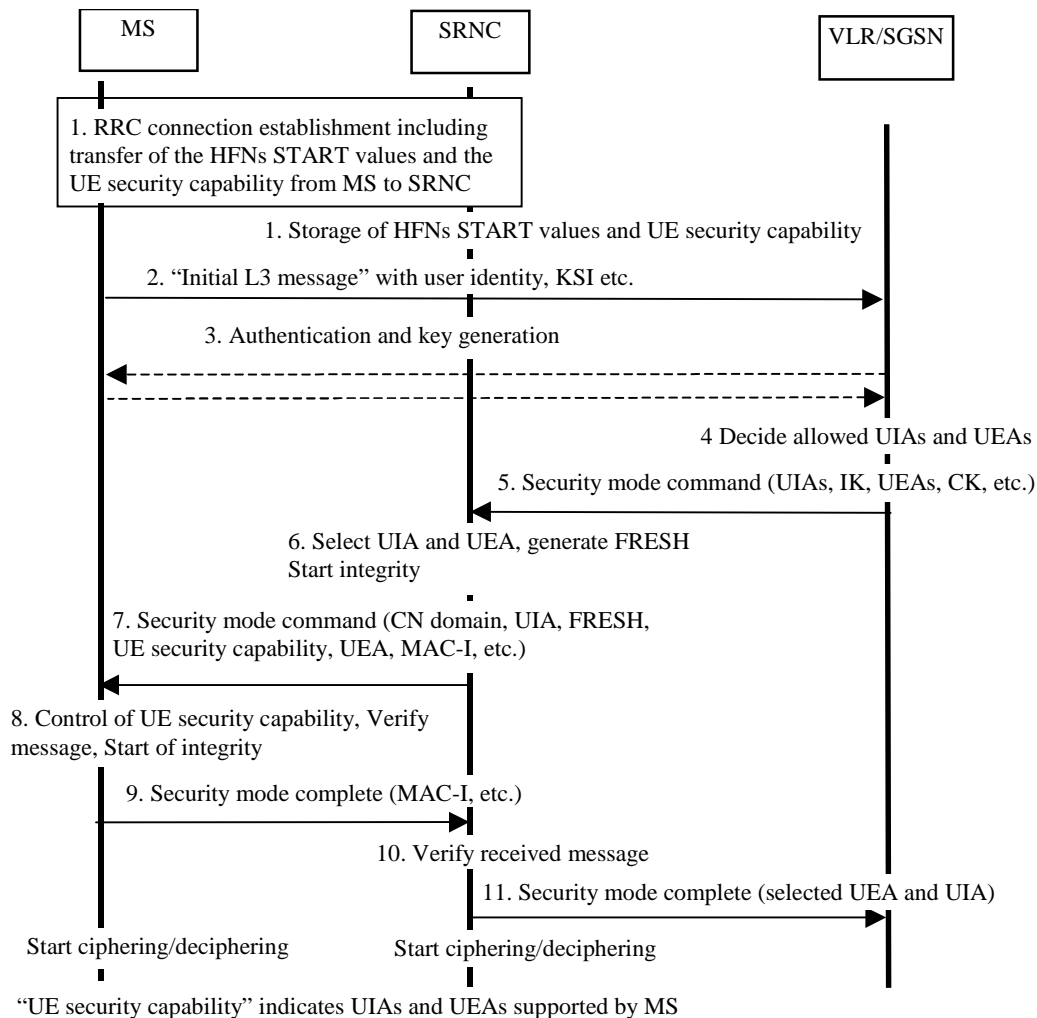 MS
SRNC
VLR/SGSN
1. RRC connection establishment including
transfer of the HFNs START values and the
UE security capability from MS to SRNC
1. Storage of HFNs START values and UE security capability
2. “Initial L3 message” with user identity, KSI etc.
3. Authentication and key generation
4 Decide allowed UIAs and UEAs
5. Security mode command (UIAs, IK, UEAs, CK, etc.)
6. Select UIA and UEA, generate FRESH
Start integrity
7. Security mode command (CN domain, UIA, FRESH,
UE security capability, UEA, MAC-I, etc.)
8. Control of UE security capability, Verify
message, Start of integrity
9. Security mode complete (MAC-I, etc.)
10. Verify received message
11. Security mode complete (selected UEA and UIA)
Start ciphering/deciphering
Start ciphering/deciphering
“UE security capability” indicates UIAs and UEAs supported by MS